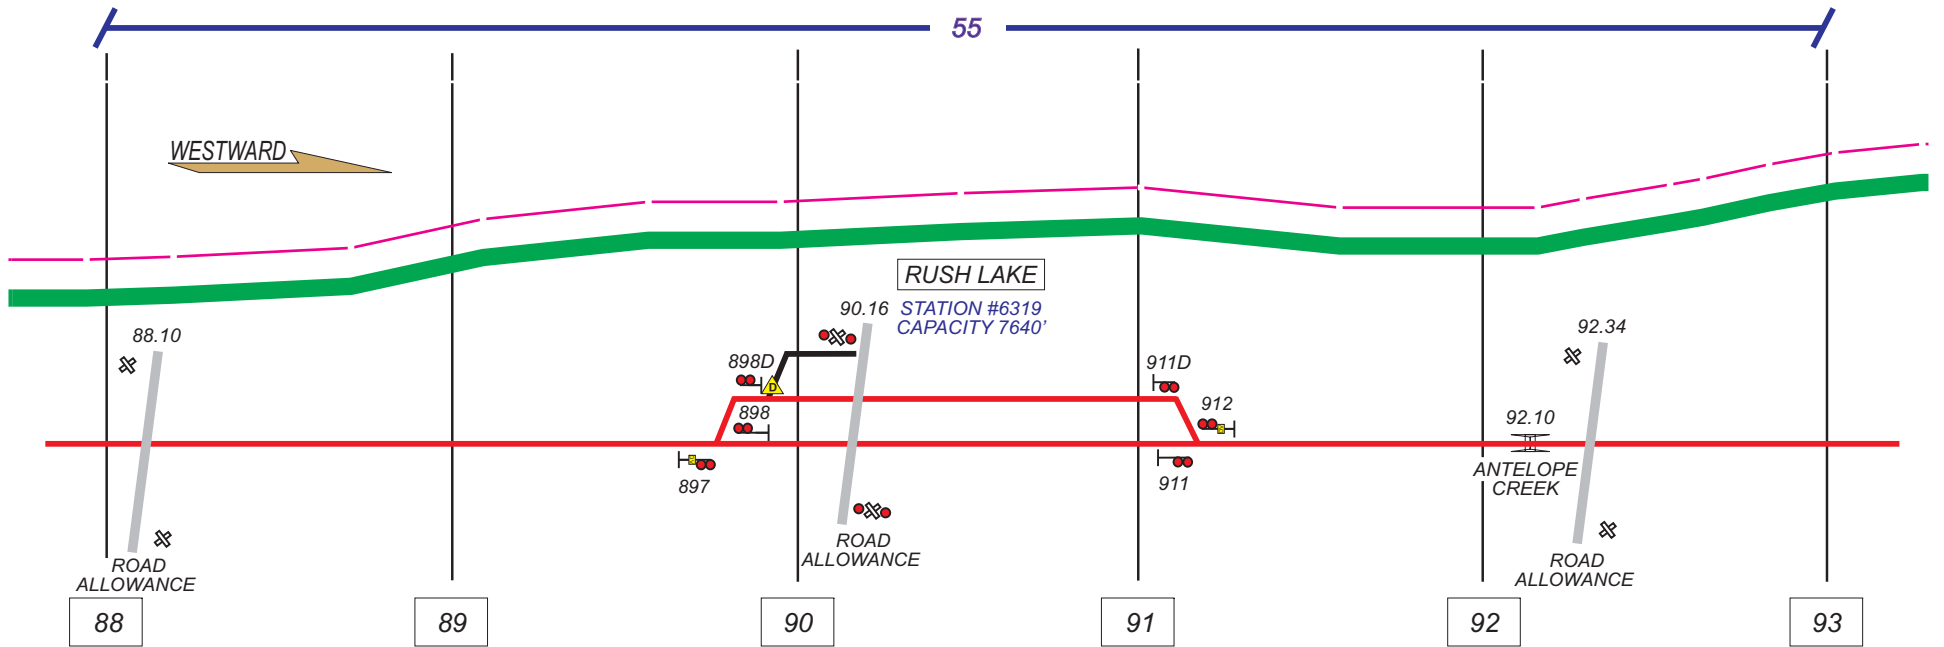 55
WESTWARD
RUSH LAKE
STATION #6319
CAPACITY 7640'
90.16
88.10
92.34
898D
D
911D
898
912
92.10
897
911
ANTELOPE
CREEK
ROAD
ALLOWANCE
ROAD
ALLOWANCE
ROAD
ALLOWANCE
88
89
90
91
92
93